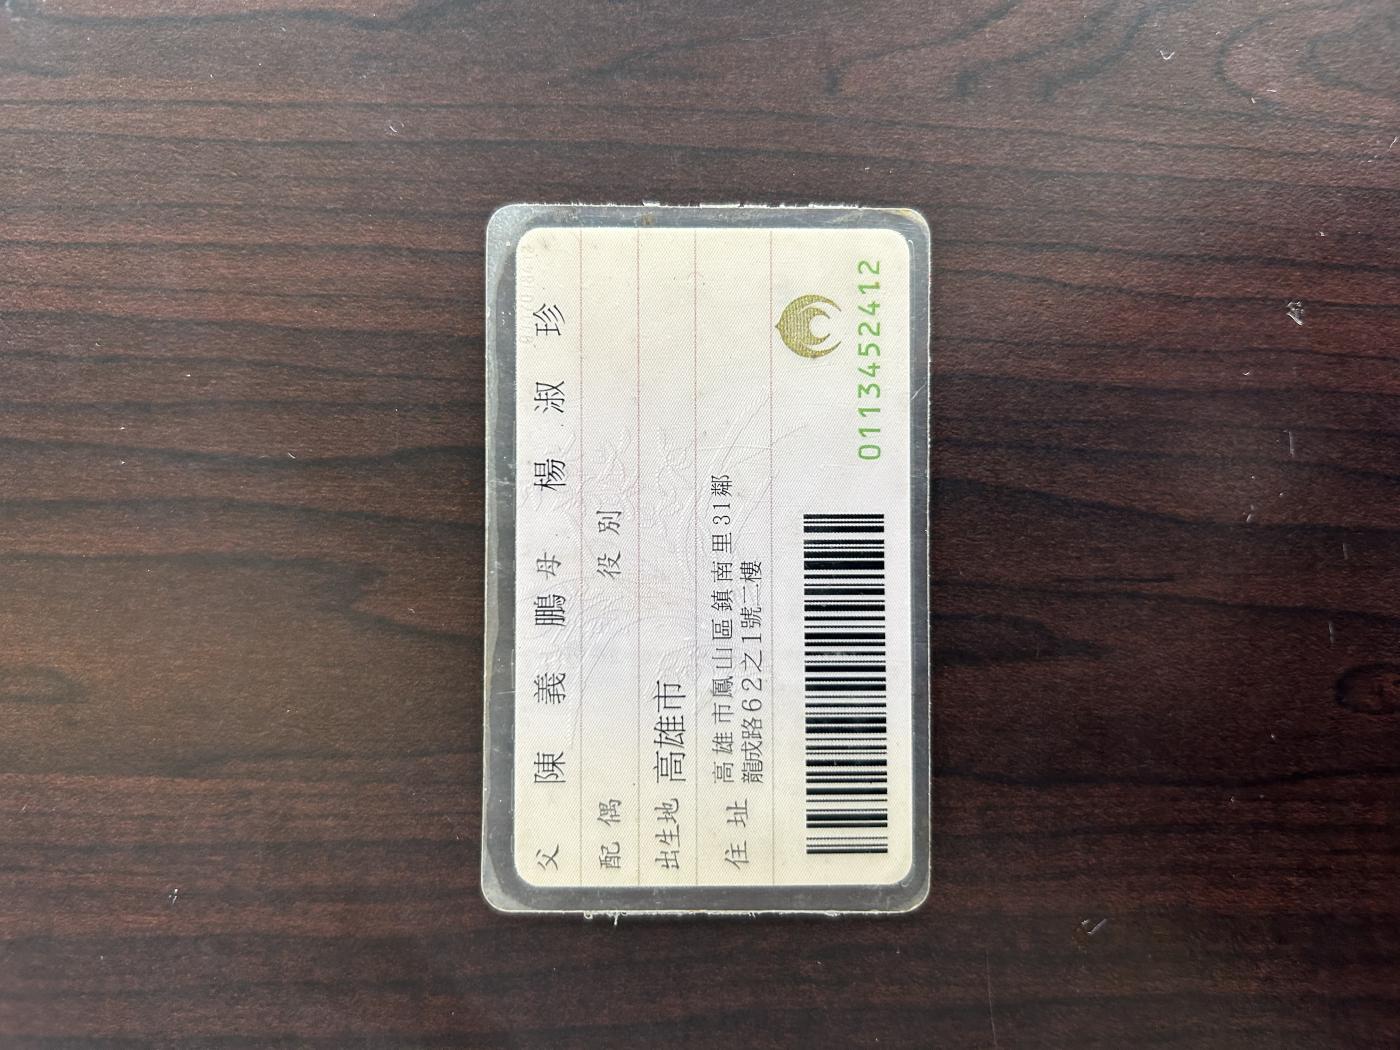 父 陳義鵬 母 楊淑珍
配偶 役別
出生地 高雄市
住址 高雄市鳳山區鎮南里31鄰
龍成路62之1號二樓
0113452412